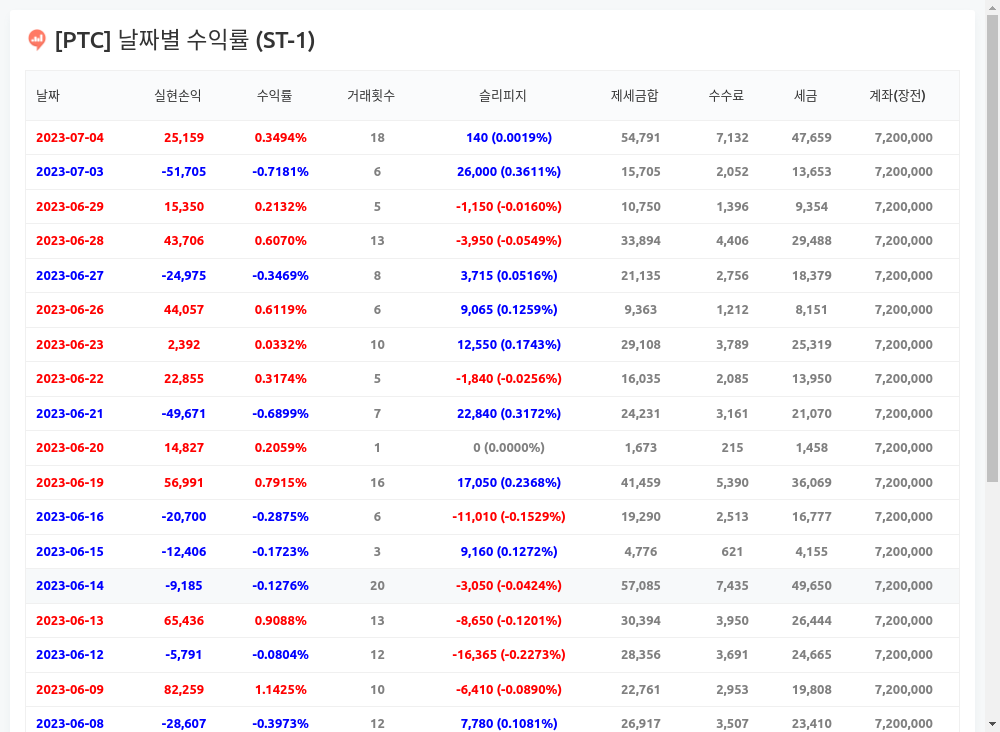 [PTC] 날짜별 수익률 (ST-1)
날짜 실현손익 수익률 거래횟수 슬리피지 제세금합 수수료 세금 계좌(장전)
2023-07-04 25,159 0.3494% 18 140 (0.0019%) 54,791 7,132 47,659 7,200,000
2023-07-03 -51,705 -0.7181% 6 26,000 (0.3611%) 15,705 2,052 13,653 7,200,000
2023-06-29 15,350 0.2132% 5 -1,150 (-0.0160%) 10,750 1,396 9,354 7,200,000
2023-06-28 43,706 0.6070% 13 -3,950 (-0.0549%) 33,894 4,406 29,488 7,200,000
2023-06-27 -24,975 -0.3469% 8 3,715 (0.0516%) 21,135 2,756 18,379 7,200,000
2023-06-26 44,057 0.6119% 6 9,065 (0.1259%) 9,363 1,212 8,151 7,200,000
2023-06-23 2,392 0.0332% 10 12,550 (0.1743%) 29,108 3,789 25,319 7,200,000
2023-06-22 22,855 0.3174% 5 -1,840 (-0.0256%) 16,035 2,085 13,950 7,200,000
2023-06-21 -49,671 -0.6899% 7 22,840 (0.3172%) 24,231 3,161 21,070 7,200,000
2023-06-20 14,827 0.2059% 1 0 (0.0000%) 1,673 215 1,458 7,200,000
2023-06-19 56,991 0.7915% 16 17,050 (0.2368%) 41,459 5,390 36,069 7,200,000
2023-06-16 -20,700 -0.2875% 6 -11,010 (-0.1529%) 19,290 2,513 16,777 7,200,000
2023-06-15 -12,406 -0.1723% 3 9,160 (0.1272%) 4,776 621 4,155 7,200,000
2023-06-14 -9,185 -0.1276% 20 -3,050 (-0.0424%) 57,085 7,435 49,650 7,200,000
2023-06-13 65,436 0.9088% 13 -8,650 (-0.1201%) 30,394 3,950 26,444 7,200,000
2023-06-12 -5,791 -0.0804% 12 -16,365 (-0.2273%) 28,356 3,691 24,665 7,200,000
2023-06-09 82,259 1.1425% 10 -6,410 (-0.0890%) 22,761 2,953 19,808 7,200,000
2023-06-08 -28,607 -0.3973% 12 7,780 (0.1081%) 26,917 3,507 23,410 7,200,000